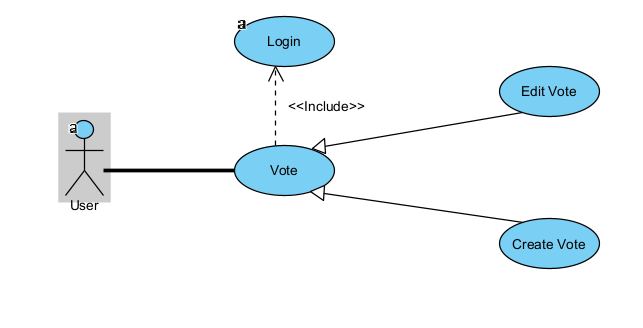 a
Login
<<Include>>
Edit Vote
a
User
Vote
Create Vote